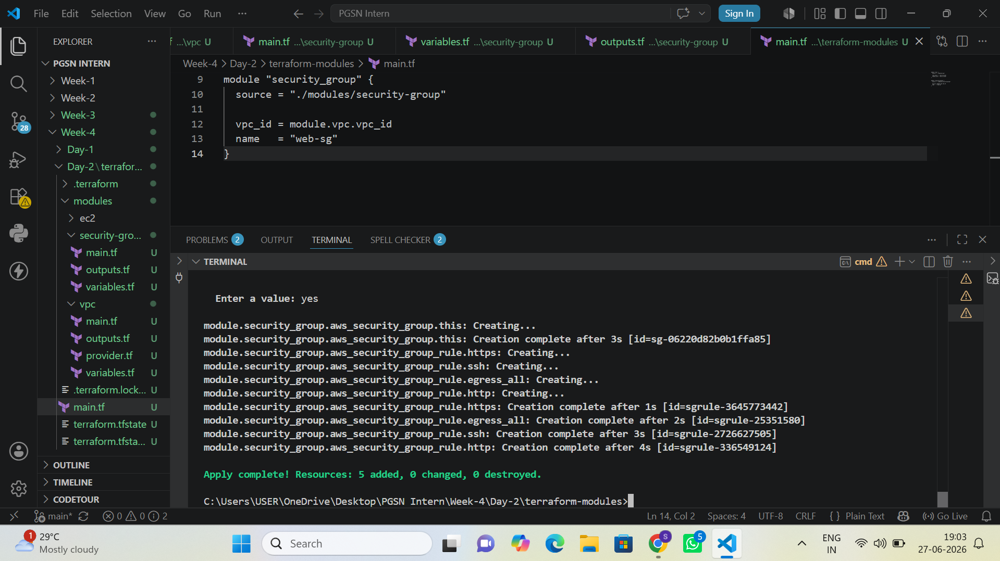 File Edit Selection View Go Run ···
PGSN Intern
Sign In
EXPLORER ···
f ...\vpc U
main.tf ...\security-group U
variables.tf ...\security-group U
outputs.tf ...\security-group U
main.tf ...\terraform-modules U
Week-4 > Day-2 > terraform-modules > main.tf
PGSN INTERN
Week-1
Week-2
Week-3
Week-4
Day-1
Day-2\terrafor...
.terraform
modules
ec2
security-gro...
main.tf U
outputs.tf U
variables.tf U
vpc
main.tf U
outputs.tf U
provider.tf U
variables.tf U
.terraform.lock... U
main.tf U
terraform.tfstate U
terraform.tfsta... U
OUTLINE
TIMELINE
CODETOUR
28
9 module "security_group" {
10 source = "./modules/security-group"
11
12 vpc_id = module.vpc.vpc_id
13 name   = "web-sg"
14 }
PROBLEMS 2 OUTPUT TERMINAL SPELL CHECKER 2
TERMINAL
cmd
Enter a value: yes
module.security_group.aws_security_group.this: Creating...
module.security_group.aws_security_group.this: Creation complete after 3s [id=sg-06220d82b0b1ffa85]
module.security_group.aws_security_group_rule.https: Creating...
module.security_group.aws_security_group_rule.ssh: Creating...
module.security_group.aws_security_group_rule.egress_all: Creating...
module.security_group.aws_security_group_rule.http: Creating...
module.security_group.aws_security_group_rule.https: Creation complete after 1s [id=sgrule-3645773442]
module.security_group.aws_security_group_rule.egress_all: Creation complete after 2s [id=sgrule-25351580]
module.security_group.aws_security_group_rule.ssh: Creation complete after 3s [id=sgrule-2726627505]
module.security_group.aws_security_group_rule.http: Creation complete after 4s [id=sgrule-336549124]
Apply complete! Resources: 5 added, 0 changed, 0 destroyed.
C:\Users\USER\OneDrive\Desktop\PGSN Intern\Week-4\Day-2\terraform-modules>
main* 0 0 2
Ln 14, Col 2 Spaces: 4 UTF-8 CRLF { } Plain Text Go Live
1
29°C
Mostly cloudy
Search
S
5
ENG
IN
19:03
27-06-2026